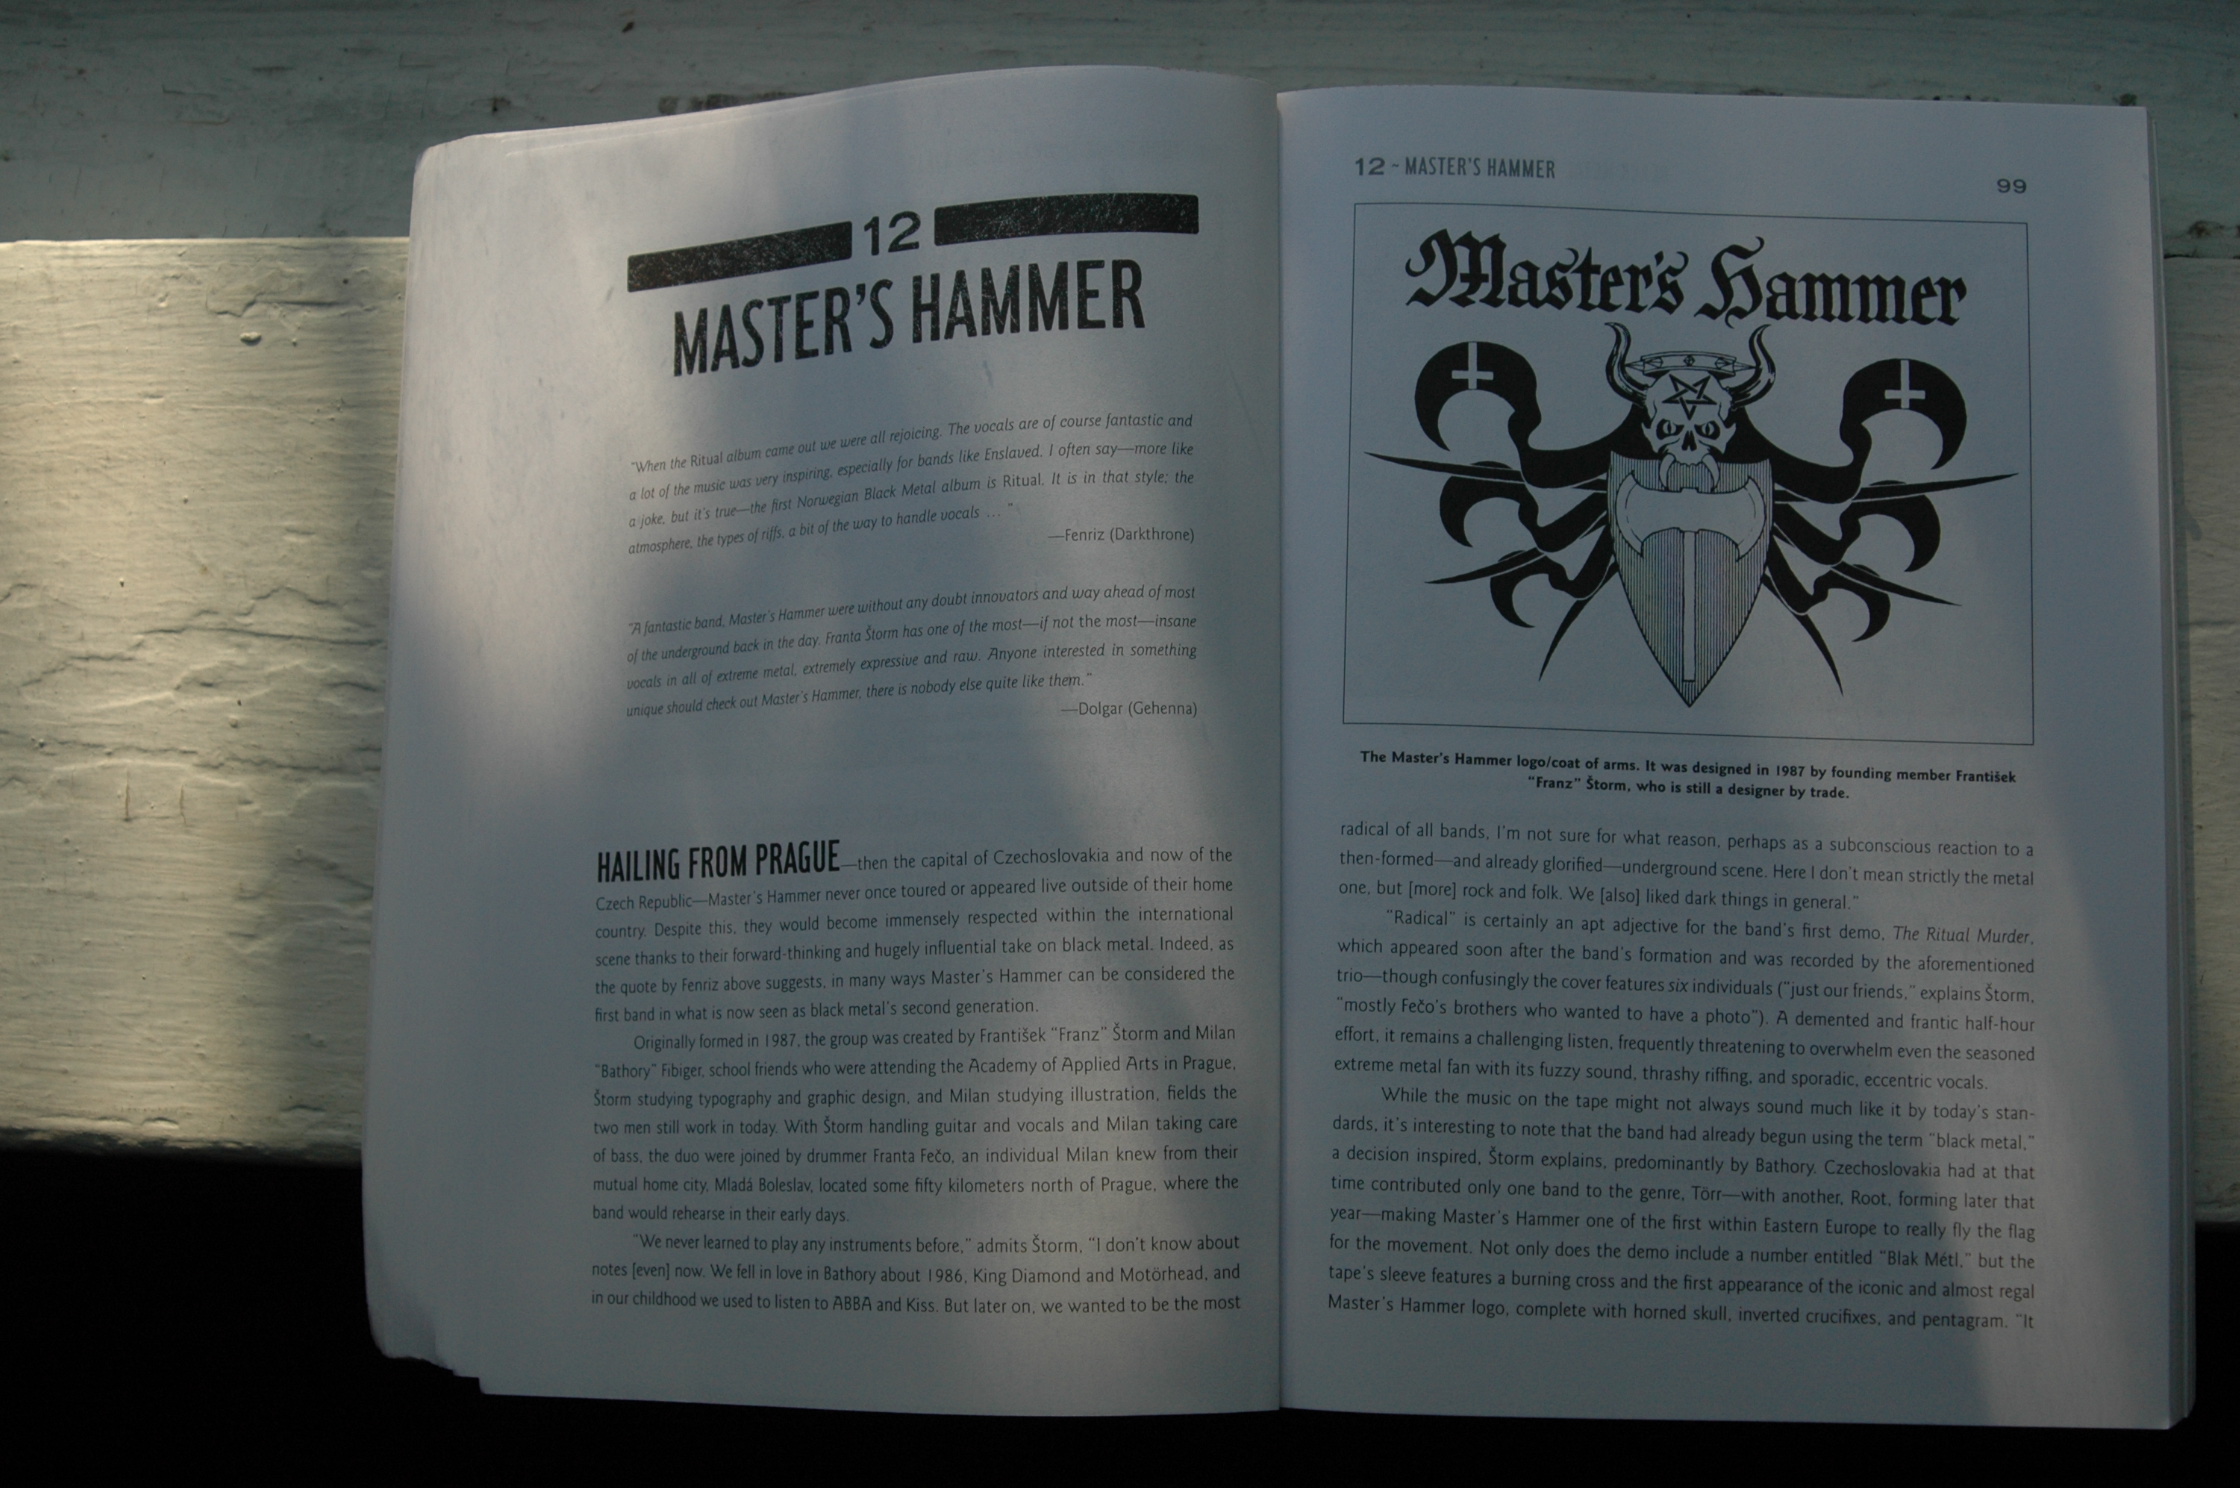 12
MASTER'S HAMMER
"When the Ritual album came out we were all rejoicing. The vocals are of course fantastic and
a lot of the music was very inspiring, especially for bands like Enslaved. I often say—more like
a joke, but it's true—the first Norwegian Black Metal album is Ritual. It is in that style; the
atmosphere, the types of riffs, a bit of the way to handle vocals … "
—Fenriz (Darkthrone)
"A fantastic band, Master's Hammer were without any doubt innovators and way ahead of most
of the underground back in the day. Franta Štorm has one of the most—if not the most—insane
vocals in all of extreme metal, extremely expressive and raw. Anyone interested in something
unique should check out Master's Hammer, there is nobody else quite like them."
—Dolgar (Gehenna)
HAILING FROM PRAGUE—then the capital of Czechoslovakia and now of the
Czech Republic—Master's Hammer never once toured or appeared live outside of their home
country. Despite this, they would become immensely respected within the international
scene thanks to their forward-thinking and hugely influential take on black metal. Indeed, as
the quote by Fenriz above suggests, in many ways Master's Hammer can be considered the
first band in what is now seen as black metal's second generation.
Originally formed in 1987, the group was created by František "Franz" Štorm and Milan
"Bathory" Fibiger, school friends who were attending the Academy of Applied Arts in Prague,
Štorm studying typography and graphic design, and Milan studying illustration, fields the
two men still work in today. With Štorm handling guitar and vocals and Milan taking care
of bass, the duo were joined by drummer Franta Fečo, an individual Milan knew from their
mutual home city, Mladá Boleslav, located some fifty kilometers north of Prague, where the
band would rehearse in their early days.
"We never learned to play any instruments before," admits Štorm, "I don't know about
notes [even] now. We fell in love in Bathory about 1986, King Diamond and Motörhead, and
in our childhood we used to listen to ABBA and Kiss. But later on, we wanted to be the most
12 ~ MASTER'S HAMMER
99
Master's Hammer
The Master's Hammer logo/coat of arms. It was designed in 1987 by founding member František
"Franz" Štorm, who is still a designer by trade.
radical of all bands, I'm not sure for what reason, perhaps as a subconscious reaction to a
then-formed—and already glorified—underground scene. Here I don't mean strictly the metal
one, but [more] rock and folk. We [also] liked dark things in general."
"Radical" is certainly an apt adjective for the band's first demo, The Ritual Murder,
which appeared soon after the band's formation and was recorded by the aforementioned
trio—though confusingly the cover features six individuals ("just our friends," explains Štorm,
"mostly Fečo's brothers who wanted to have a photo"). A demented and frantic half-hour
effort, it remains a challenging listen, frequently threatening to overwhelm even the seasoned
extreme metal fan with its fuzzy sound, thrashy riffing, and sporadic, eccentric vocals.
While the music on the tape might not always sound much like it by today's stan-
dards, it's interesting to note that the band had already begun using the term "black metal,"
a decision inspired, Štorm explains, predominantly by Bathory. Czechoslovakia had at that
time contributed only one band to the genre, Törr—with another, Root, forming later that
year—making Master's Hammer one of the first within Eastern Europe to really fly the flag
for the movement. Not only does the demo include a number entitled "Blak Métl," but the
tape's sleeve features a burning cross and the first appearance of the iconic and almost regal
Master's Hammer logo, complete with horned skull, inverted crucifixes, and pentagram. "It